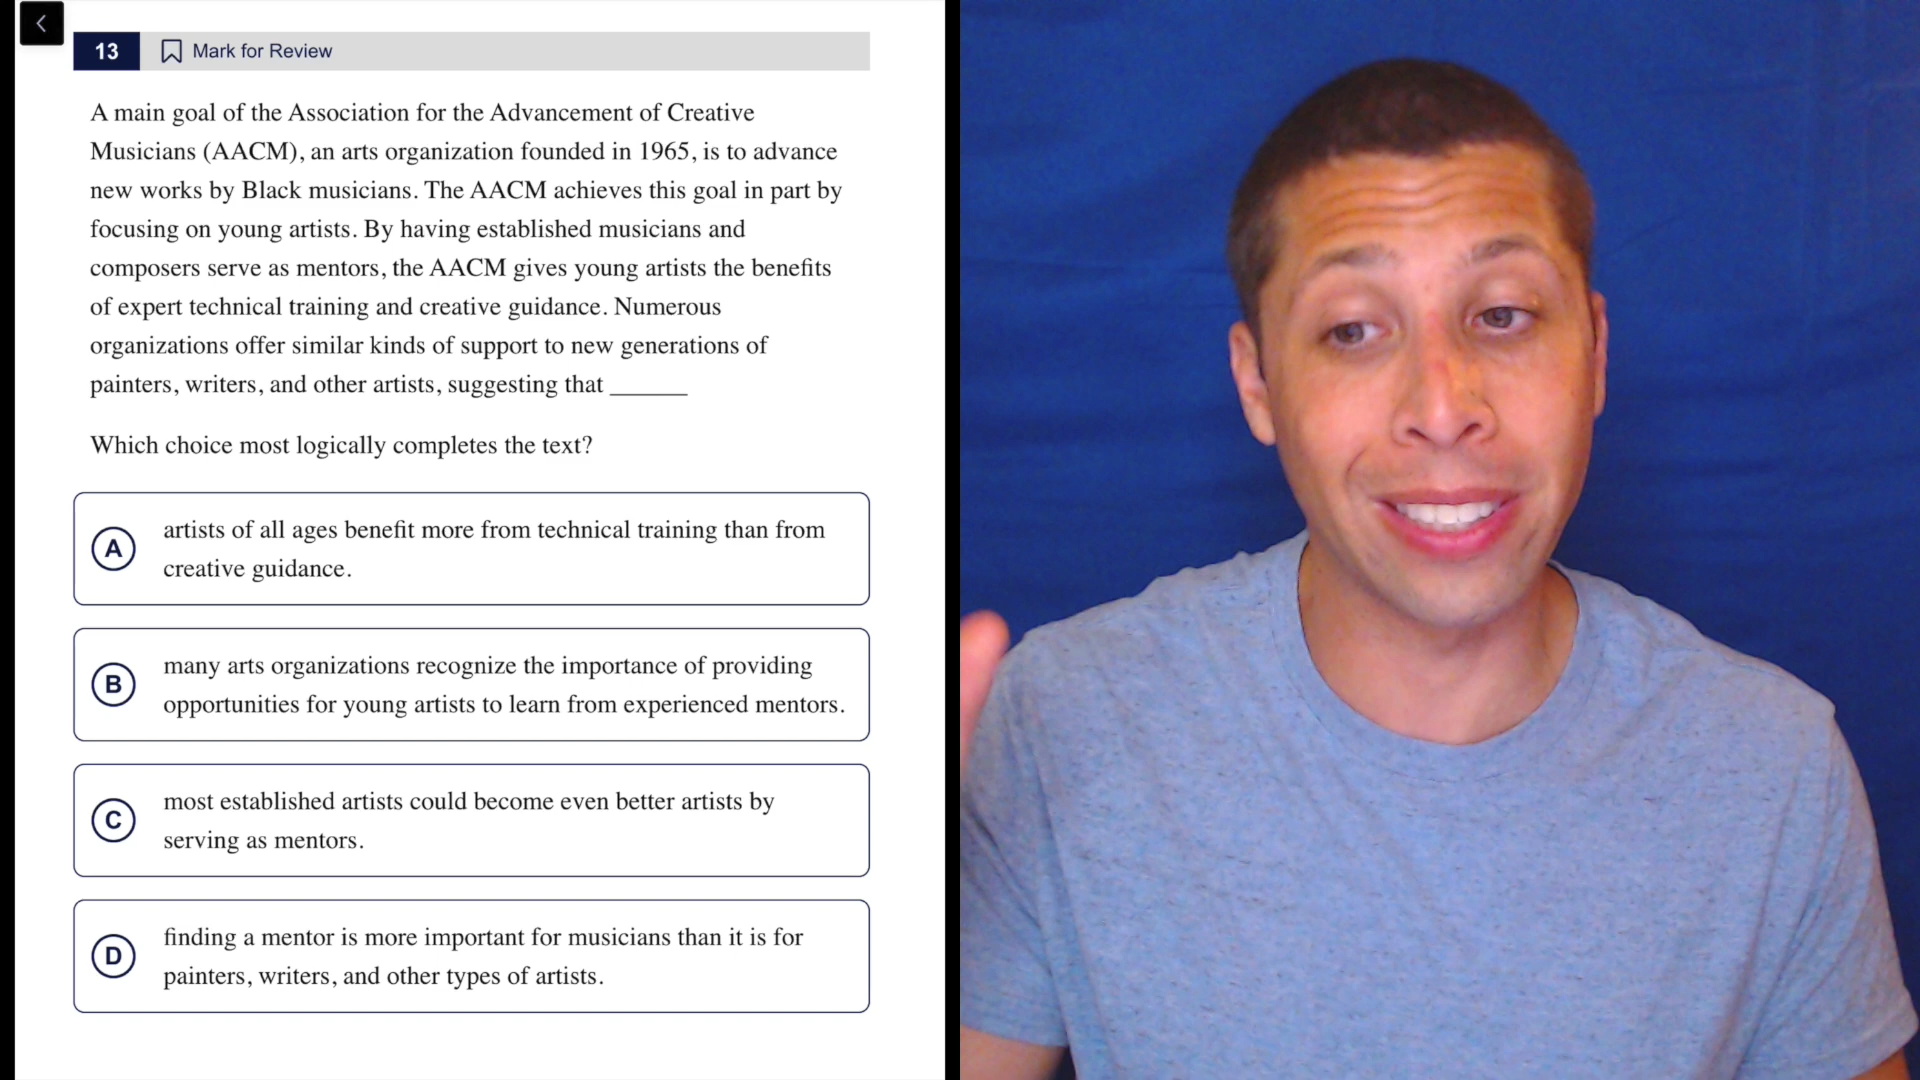 13 Mark for Review
A main goal of the Association for the Advancement of Creative
Musicians (AACM), an arts organization founded in 1965, is to advance
new works by Black musicians. The AACM achieves this goal in part by
focusing on young artists. By having established musicians and
composers serve as mentors, the AACM gives young artists the benefits
of expert technical training and creative guidance. Numerous
organizations offer similar kinds of support to new generations of
painters, writers, and other artists, suggesting that ______
Which choice most logically completes the text?
A artists of all ages benefit more from technical training than from
creative guidance.
B many arts organizations recognize the importance of providing
opportunities for young artists to learn from experienced mentors.
C most established artists could become even better artists by
serving as mentors.
D finding a mentor is more important for musicians than it is for
painters, writers, and other types of artists.